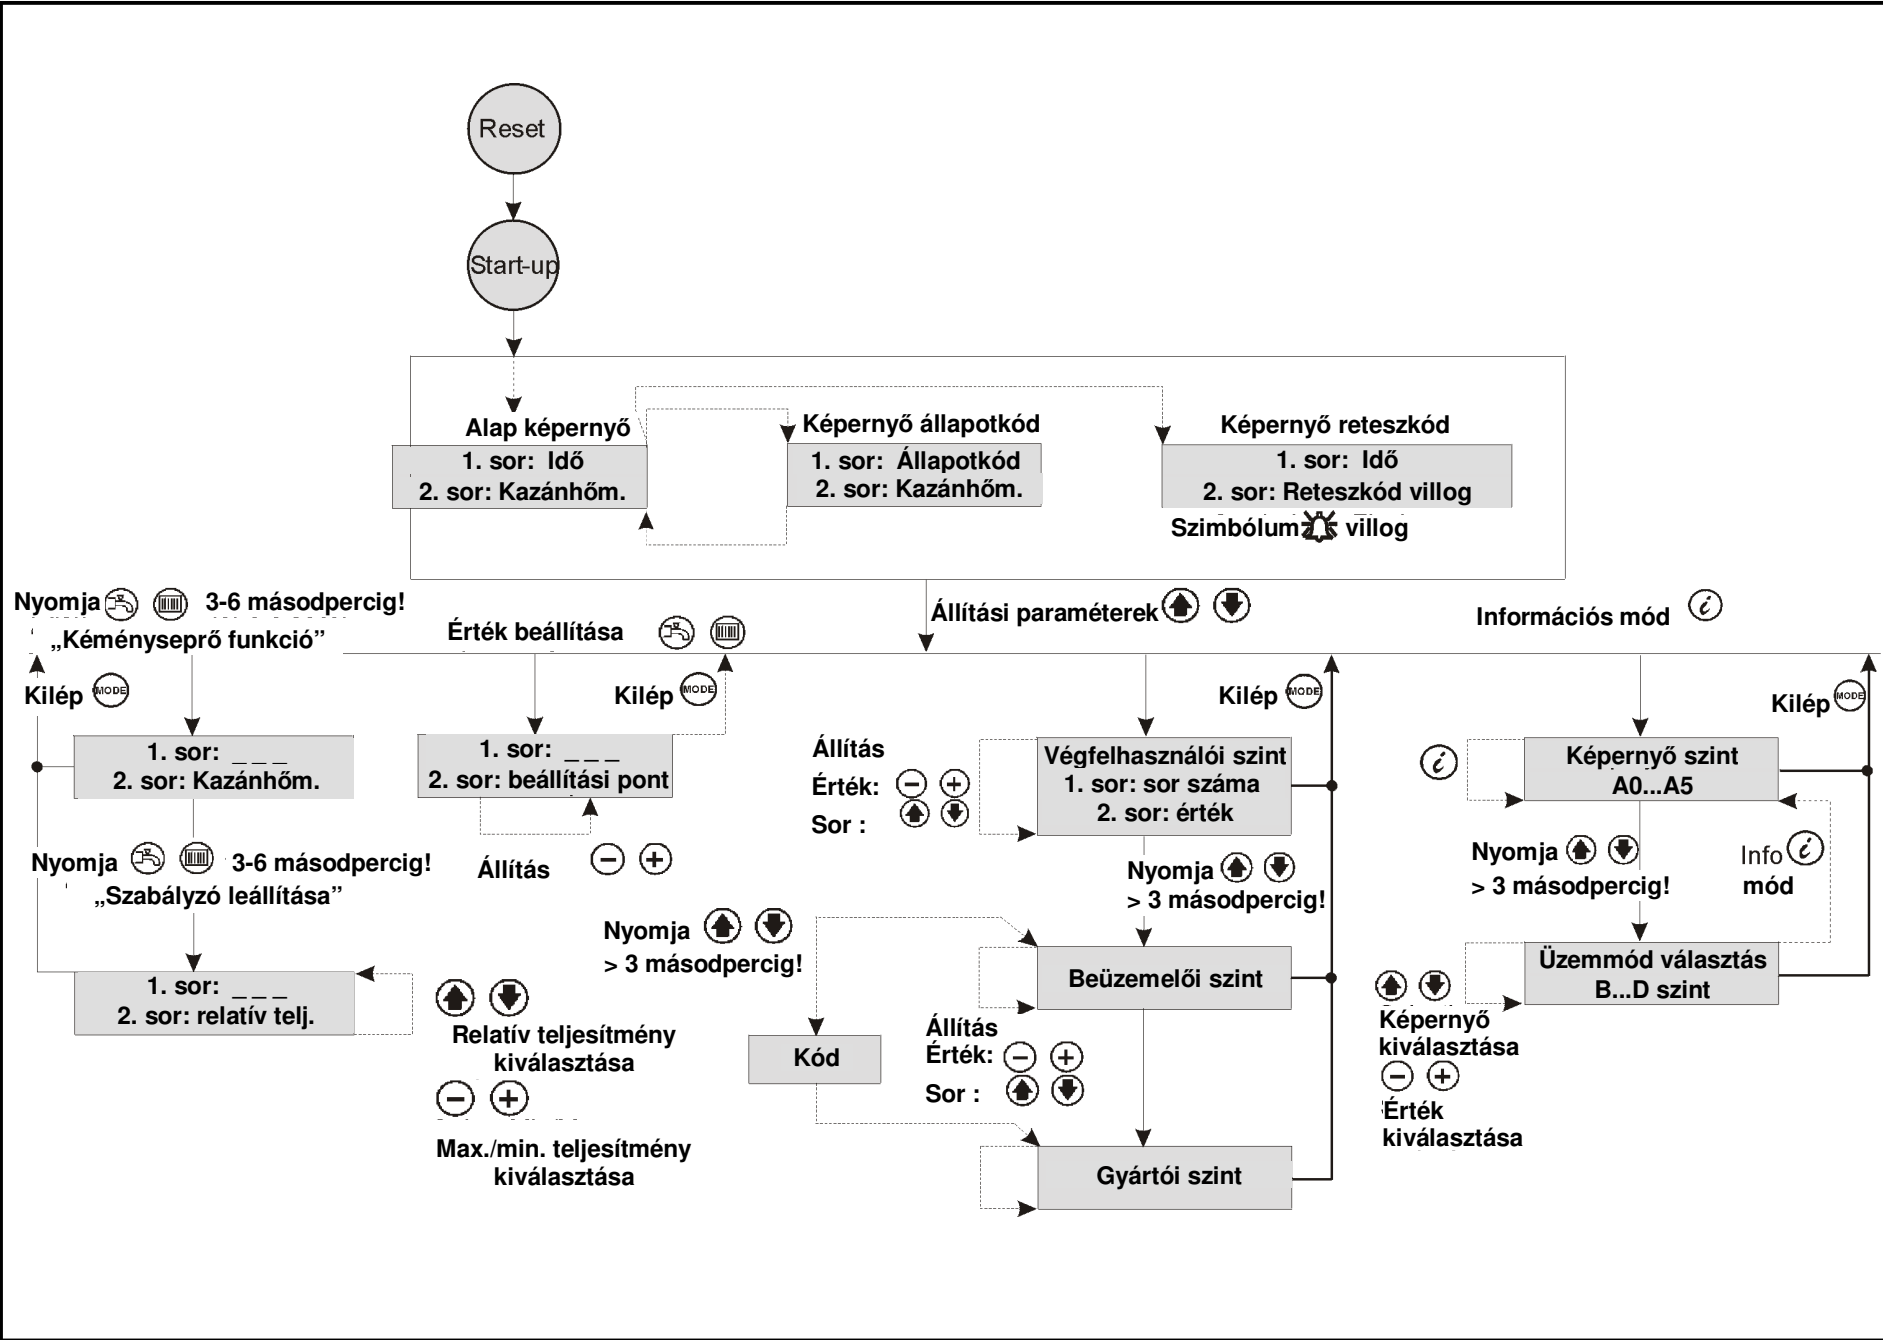 Reset
Start-up
Alap képernyő
1. sor: Idő
2. sor: Kazánhőm.
Képernyő állapotkód
1. sor: Állapotkód
2. sor: Kazánhőm.
Képernyő reteszkód
1. sor: Idő
2. sor: Reteszkód villog
Szimbólum villog
Nyomja 3-6 másodpercig!
„Kéményseprő funkció”
Kilép MODE
1. sor: _ _ _
2. sor: Kazánhőm.
Nyomja 3-6 másodpercig!
„Szabályzó leállítása”
1. sor: _ _ _
2. sor: relatív telj.
Relatív teljesítmény
kiválasztása
− +
Max./min. teljesítmény
kiválasztása
Érték beállítása
Kilép MODE
1. sor: _ _ _
2. sor: beállítási pont
Állítás − +
Állítási paraméterek
Kilép MODE
Állítás
Érték: − +
Sor :
Végfelhasználói szint
1. sor: sor száma
2. sor: érték
Nyomja
> 3 másodpercig!
Nyomja
> 3 másodpercig!
Beüzemelői szint
Kód
Állítás
Érték: − +
Sor :
Gyártói szint
Információs mód i
Kilép MODE
i
Képernyő szint
A0...A5
Nyomja
> 3 másodpercig!
Info i
mód
Üzemmód választás
B...D szint
Képernyő
kiválasztása
− +
Érték
kiválasztása